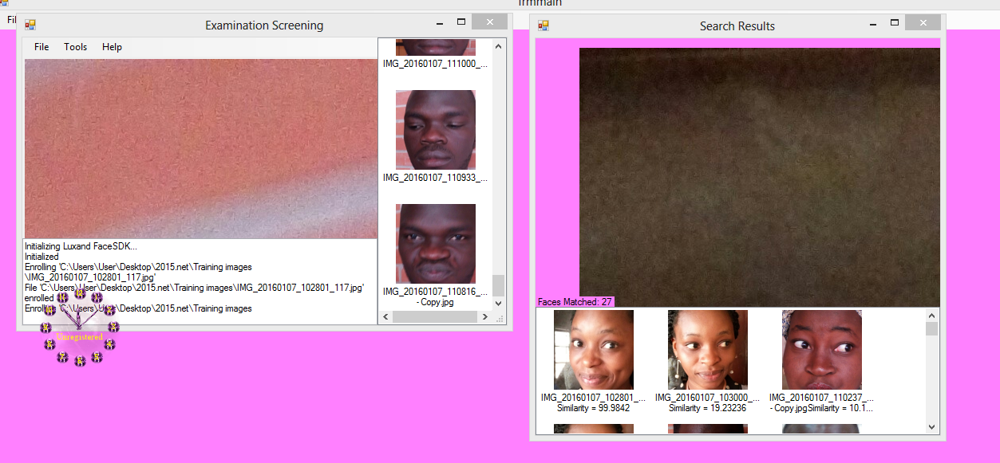 frmmain
Fil
Examination Screening
File Tools Help
IMG_20160107_111000_...
IMG_20160107_110933_...
IMG_20160107_110816_...
- Copy.jpg
Initializing Luxand FaceSDK...
Initialized
Enrolling 'C:\Users\User\Desktop\2015.net\Training images
\IMG_20160107_102801_117.jpg'
File 'C:\Users\User\Desktop\2015.net\Training images\IMG_20160107_102801_117.jpg'
enrolled
Enrolling 'C:\Users\User\Desktop\2015.net\Training images
Unregistered
Search Results
Faces Matched: 27
IMG_20160107_102801_...
Similarity = 99.9842
IMG_20160107_103000_...
Similarity = 19.23236
IMG_20160107_110237_...
- Copy.jpgSimilarity = 10.1...